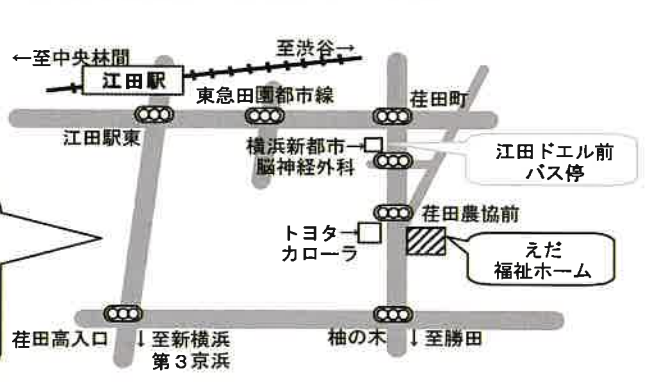 ←至中央林間
至渋谷→
江田駅
東急田園都市線
荏田町
江田駅東
横浜新都市→
脳神経外科
江田ドエル前
バス停
荏田農協前
トヨタ→
カローラ
えだ
福祉ホーム
荏田高入口
↓至新横浜
第3京浜
柚の木
↓至勝田